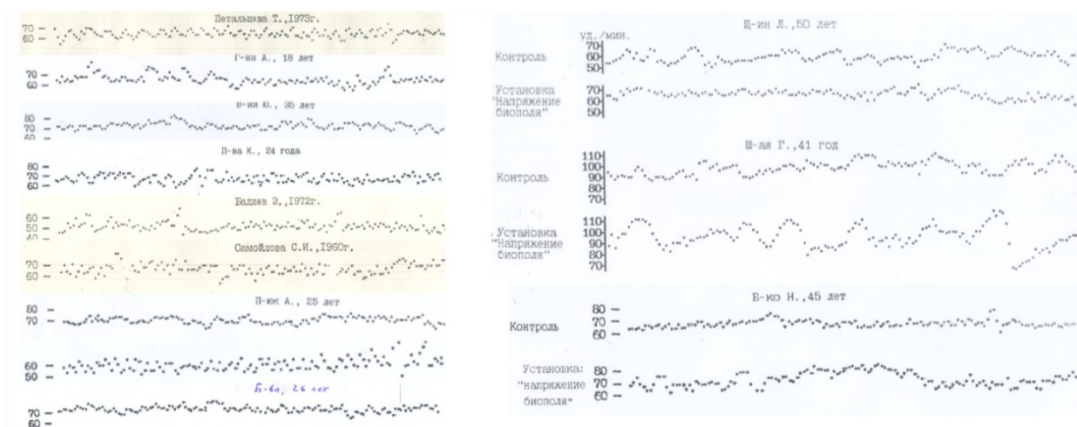 Петальцева Т.,1973г.
70
60
Г-ян А., 18 лет
70
60
В-ин Ю., 35 лет
80
70
60
П-ва К., 24 года
80
70
60
Бадиев Э.,1972г.
60
50
40
Самойлова С.И.,1960г.
70
60
П-юк А., 25 лет
80
70
60
50
24 лет
70
60
Щ-ин Л.,50 лет
уд./мин.
Контроль
70
60
50
Установка
"Напряжение
биополя"
70
60
50
Ш-ая Г.,41 год
Контроль
110
100
90
80
70
Установка
"Напряжение
биополя"
110
100
90
80
70
Б-ко Н.,45 лет
Контроль
80
70
60
Установка:
"напряжение
биополя"
80
70
60